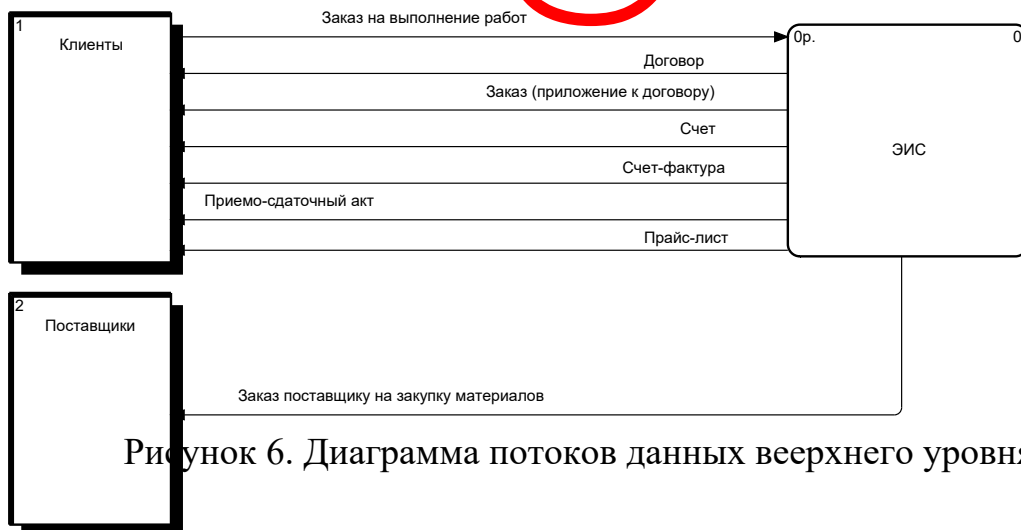 Заказ на выполнение работ
1
Клиенты
0р.
0
Договор
Заказ (приложение к договору)
Счет
ЭИС
Счет-фактура
Приемо-сдаточный акт
Прайс-лист
2
Поставщики
Заказ поставщику на закупку материалов
Рисунок 6. Диаграмма потоков данных веерхнего уровня